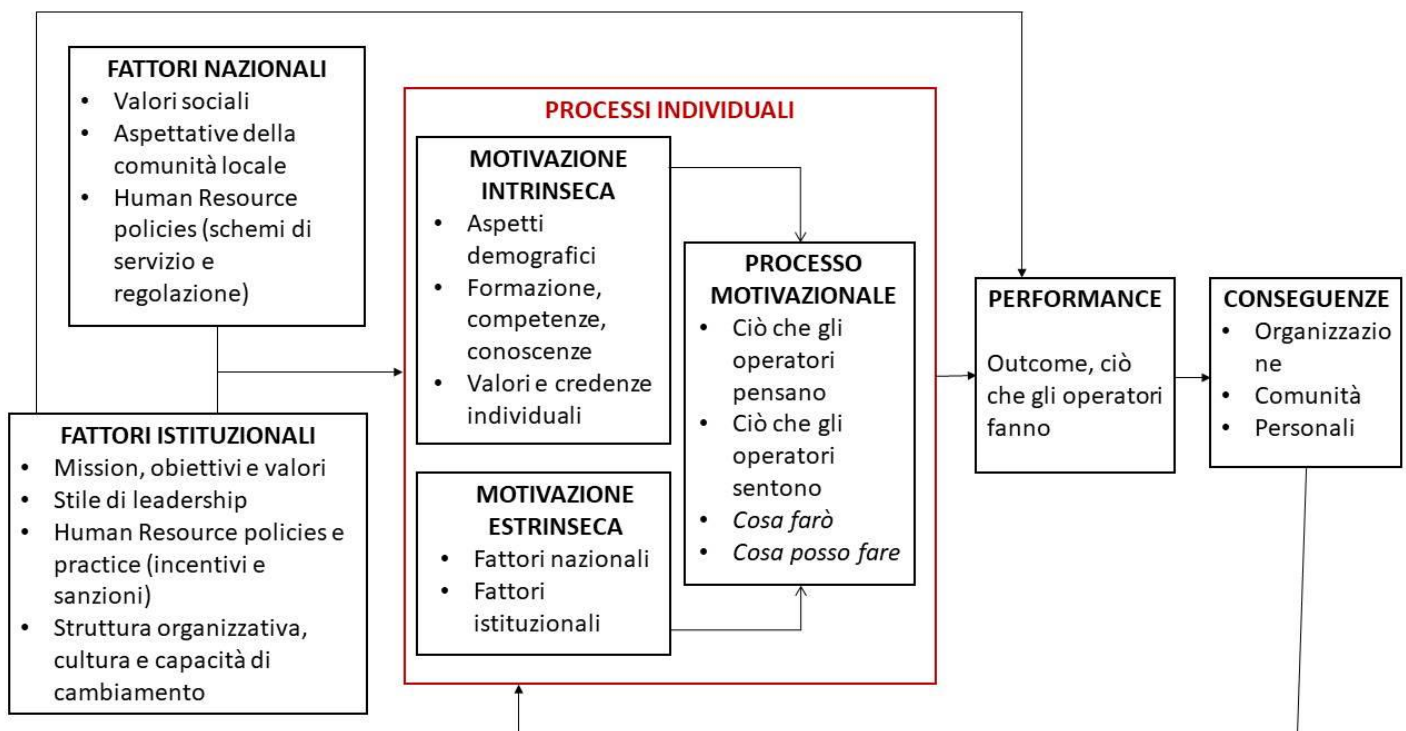 FATTORI NAZIONALI
• Valori sociali
• Aspettative della
comunità locale
• Human Resource
policies (schemi di
servizio e
regolazione)
FATTORI ISTITUZIONALI
• Mission, obiettivi e valori
• Stile di leadership
• Human Resource policies e
practice (incentivi e
sanzioni)
• Struttura organizzativa,
cultura e capacità di
cambiamento
PROCESSI INDIVIDUALI
MOTIVAZIONE
INTRINSECA
• Aspetti
demografici
• Formazione,
competenze,
conoscenze
• Valori e credenze
individuali
MOTIVAZIONE
ESTRINSECA
• Fattori nazionali
• Fattori
istituzionali
PROCESSO
MOTIVAZIONALE
• Ciò che gli
operatori
pensano
• Ciò che gli
operatori
sentono
• Cosa farò
• Cosa posso fare
PERFORMANCE
Outcome, ciò
che gli operatori
fanno
CONSEGUENZE
• Organizzazio
ne
• Comunità
• Personali